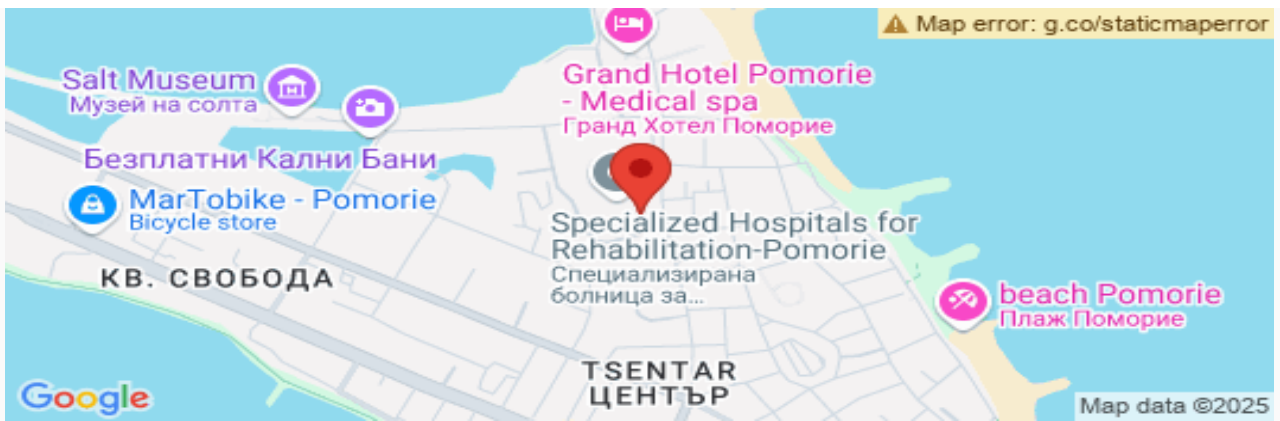 Map error: g.co/staticmaperror
Salt Museum
Музей на солта
Grand Hotel Pomorie
- Medical spa
Гранд Хотел Поморие
Безплатни Кални Бани
MarTobike - Pomorie
Bicycle store
Specialized Hospitals for
Rehabilitation-Pomorie
Специализирана
болница за...
КВ. СВОБОДА
beach Pomorie
Плаж Поморие
TSENTAR
ЦЕНТЪР
Google
Map data ©2025